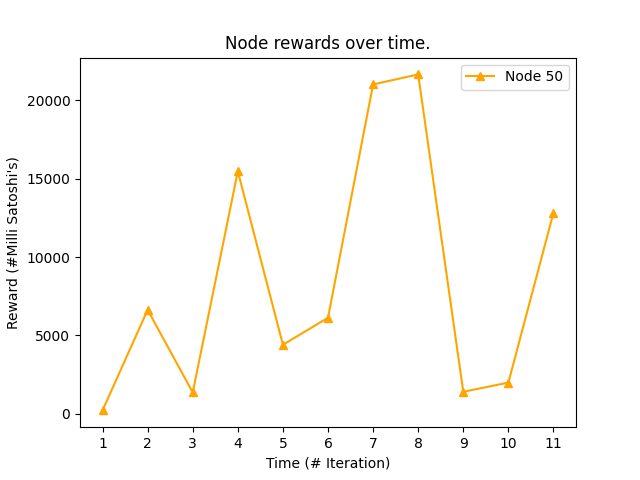 Node rewards over time.
Node 50
Reward (#Milli Satoshi's)
20000
15000
10000
5000
0
1 2 3 4 5 6 7 8 9 10 11
Time (# Iteration)